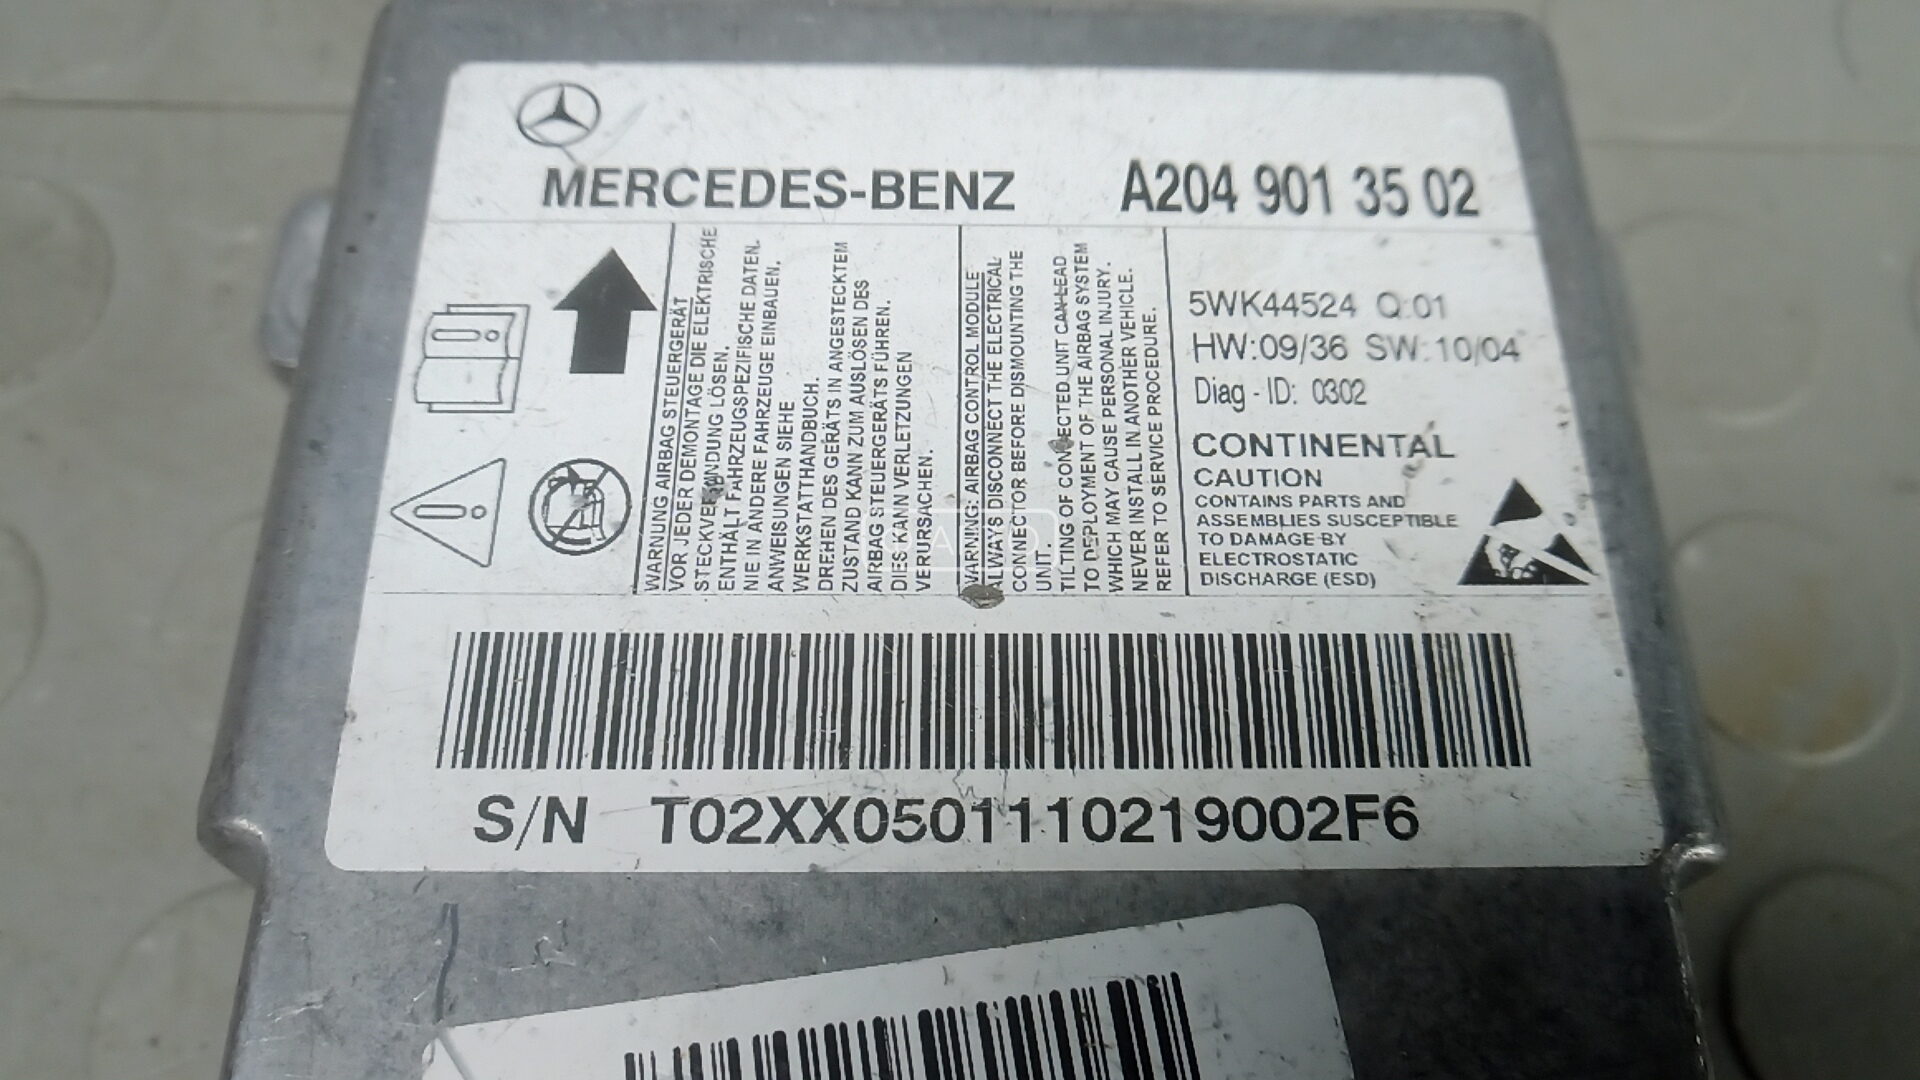 MERCEDES-BENZ A204 901 35 02
WARNUNG AIRBAG STEUERGERÄT
VOR JEDER DEMONTAGE DIE ELEKTRISCHE
STECKVERBINDUNG LÖSEN.
ENTHÄLT FAHRZEUGSPEZIFISCHE DATEN.
NIE IN ANDERE FAHRZEUGE EINBAUEN.
ANWEISUNGEN SIEHE
WERKSTATTHANDBUCH.
DREHEN DES GERÄTS IN ANGESTECKTEM
ZUSTAND KANN ZUM AUSLÖSEN DES
AIRBAG STEUERGERÄTS FÜHREN.
DIES KANN VERLETZUNGEN
VERURSACHEN.
WARNING: AIRBAG CONTROL MODULE
ALWAYS DISCONNECT THE ELECTRICAL
CONNECTOR BEFORE DISMOUNTING THE
UNIT.
TILTING OF CONNECTED UNIT CAN LEAD
TO DEPLOYMENT OF THE AIRBAG SYSTEM
WHICH MAY CAUSE PERSONAL INJURY.
NEVER INSTALL IN ANOTHER VEHICLE.
REFER TO SERVICE PROCEDURE.
5WK44524 Q:01
HW:09/36 SW:10/04
Diag - ID: 0302
CONTINENTAL
CAUTION
CONTAINS PARTS AND
ASSEMBLIES SUSCEPTIBLE
TO DAMAGE BY
ELECTROSTATIC
DISCHARGE (ESD)
S/N T02XX0501110219002F6